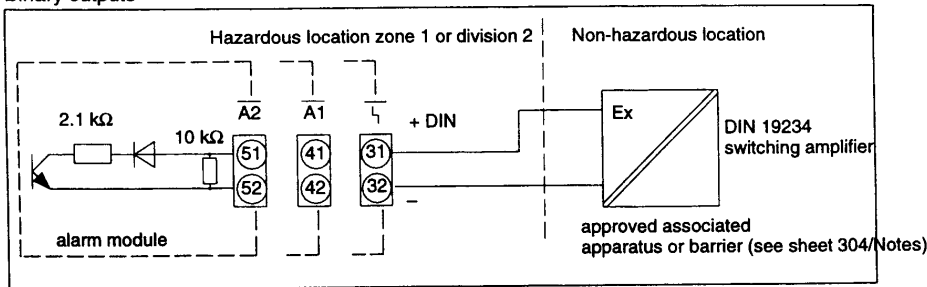 binary outputs
Hazardous location zone 1 or division 2
Non-hazardous location
A2
A1
+ DIN
Ex
2.1 kΩ
10 kΩ
51
41
31
DIN 19234
switching amplifier
52
42
32
–
alarm module
approved associated
apparatus or barrier (see sheet 304/Notes)